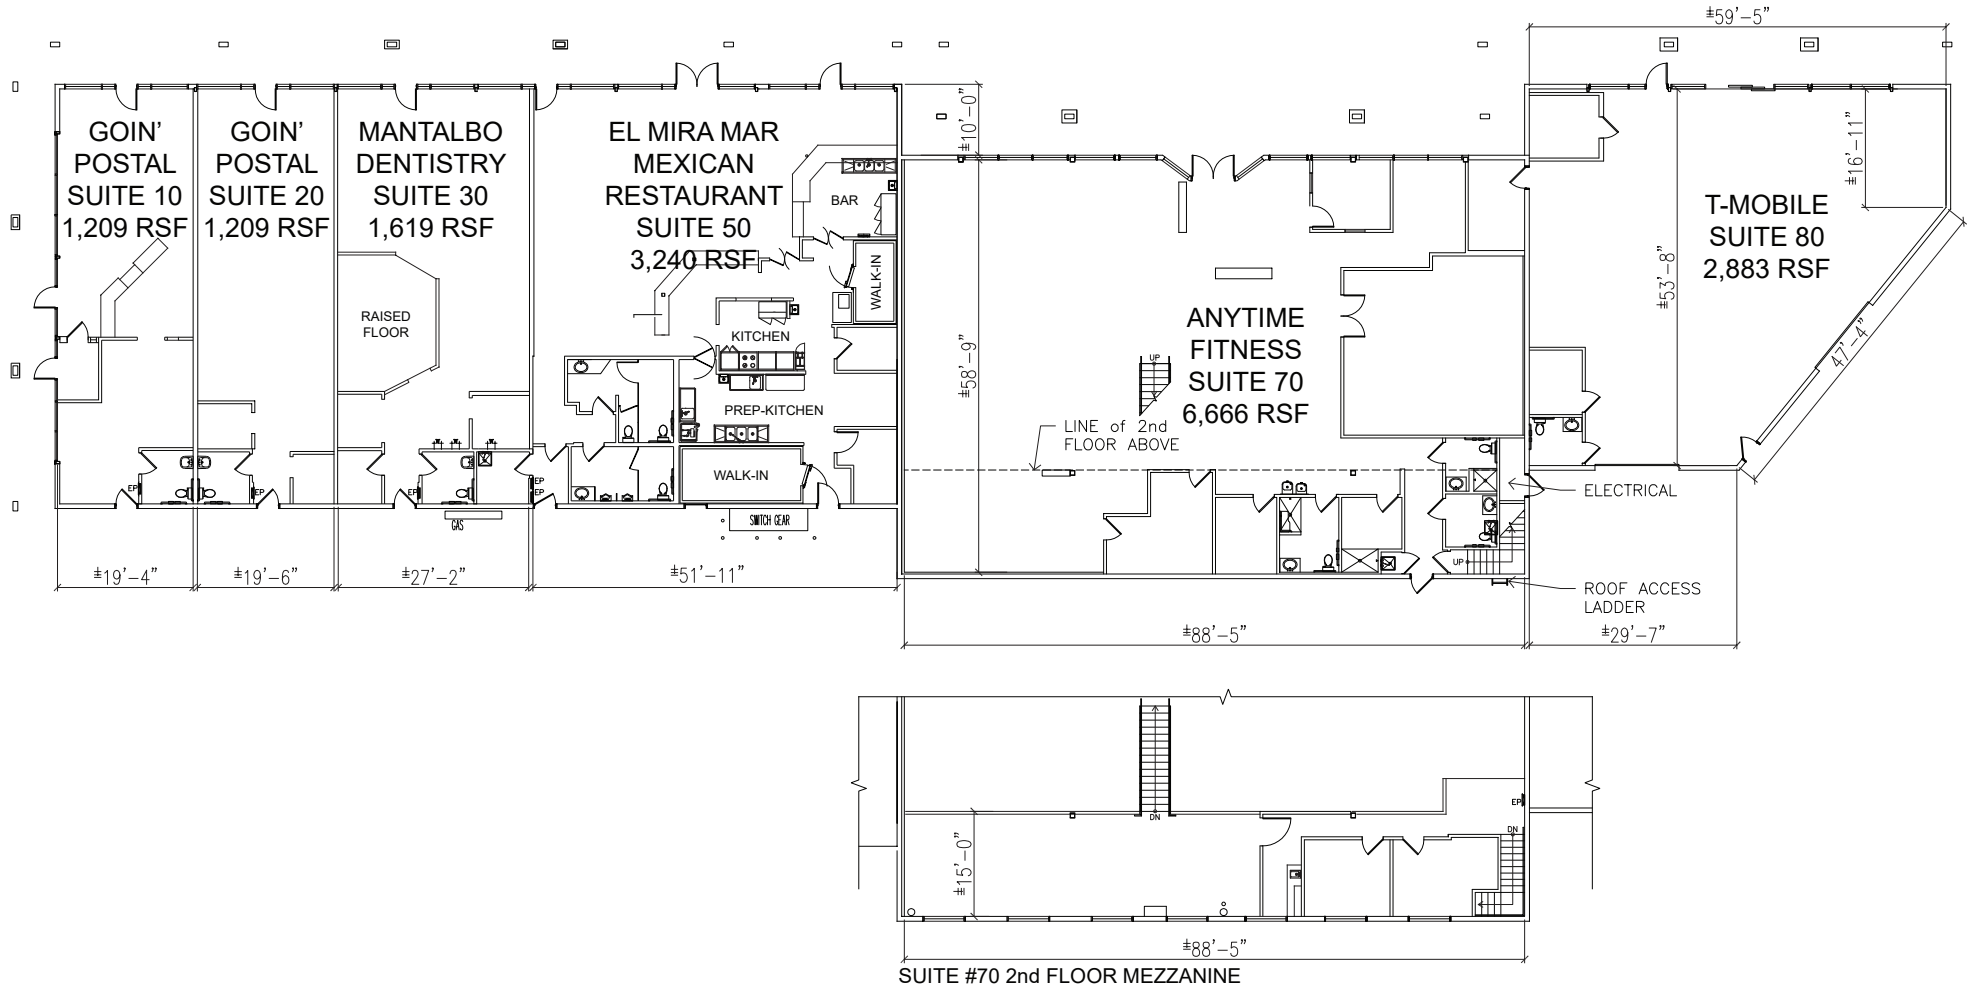 ±59'-5"
GOIN'
POSTAL
SUITE 10
1,209 RSF
GOIN'
POSTAL
SUITE 20
1,209 RSF
MANTALBO
DENTISTRY
SUITE 30
1,619 RSF
EL MIRA MAR
MEXICAN
RESTAURANT
SUITE 50
3,240 RSF
BAR
WALK-IN
RAISED
FLOOR
KITCHEN
PREP-KITCHEN
WALK-IN
±10'-0"
±58'-9"
ANYTIME
FITNESS
SUITE 70
6,666 RSF
UP
LINE of 2nd
FLOOR ABOVE
T-MOBILE
SUITE 80
2,883 RSF
±16'-11"
±53'-8"
47'-4"
EP
EP
EP
EP
EP
GAS
SWITCH GEAR
ELECTRICAL
UP
ROOF ACCESS
LADDER
±19'-4"
±19'-6"
±27'-2"
±51'-11"
±88'-5"
±29'-7"
DN
EP
DN
±15'-0"
±88'-5"
SUITE #70 2nd FLOOR MEZZANINE